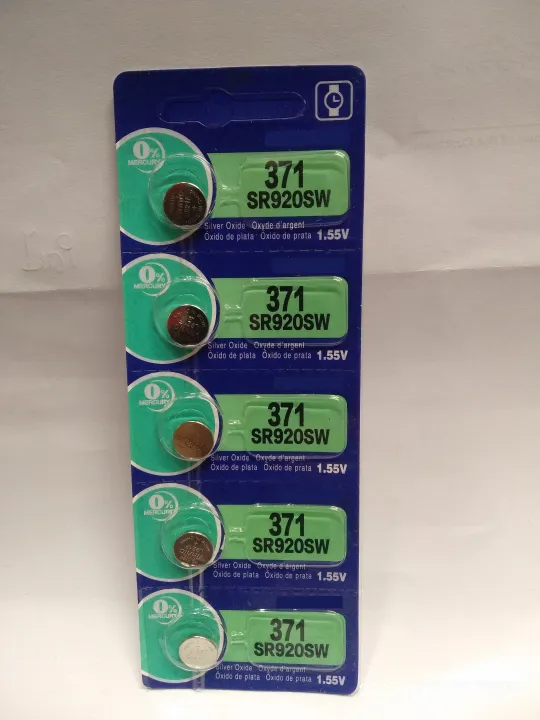 0%
MERCURY
371
SR920SW
Silver Oxide Oxyde d'argent
Óxido de plata Óxido de prata 1.55V
0%
MERCURY
371
SR920SW
Silver Oxide Oxyde d'argent
Óxido de plata Óxido de prata 1.55V
0%
MERCURY
371
SR920SW
Silver Oxide Oxyde d'argent
Óxido de plata Óxido de prata 1.55V
0%
MERCURY
371
SR920SW
Silver Oxide Oxyde d'argent
Óxido de plata Óxido de prata 1.55V
0%
MERCURY
371
SR920SW
Silver Oxide Oxyde d'argent
Óxido de plata Óxido de prata 1.55V